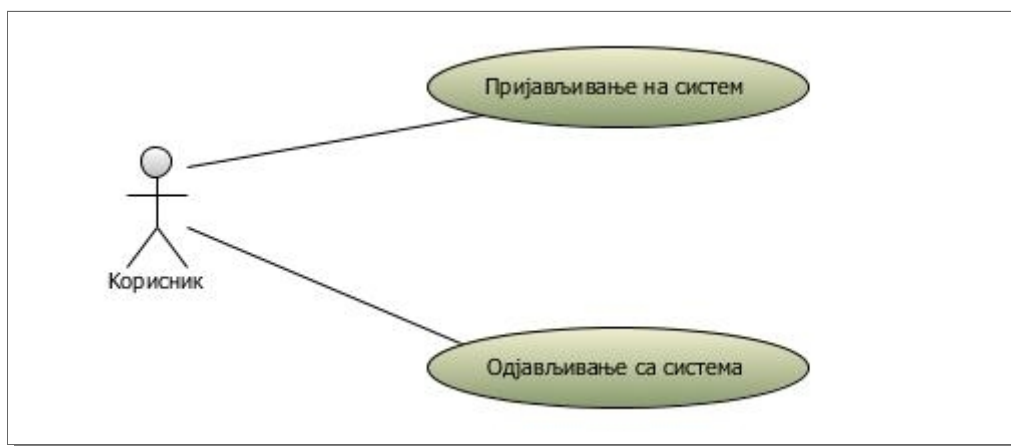 Пријављивање на систем
Корисник
Одјављивање са система